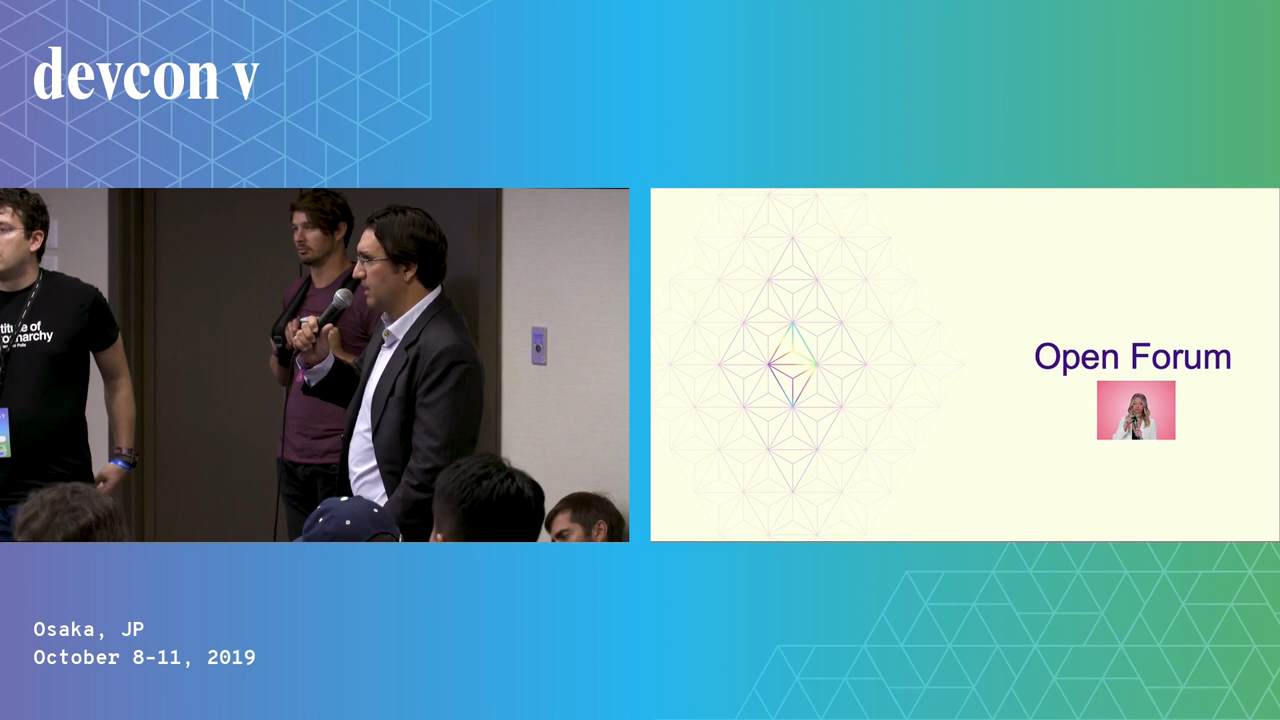 devcon v
Open Forum
Osaka, JP
October 8-11, 2019